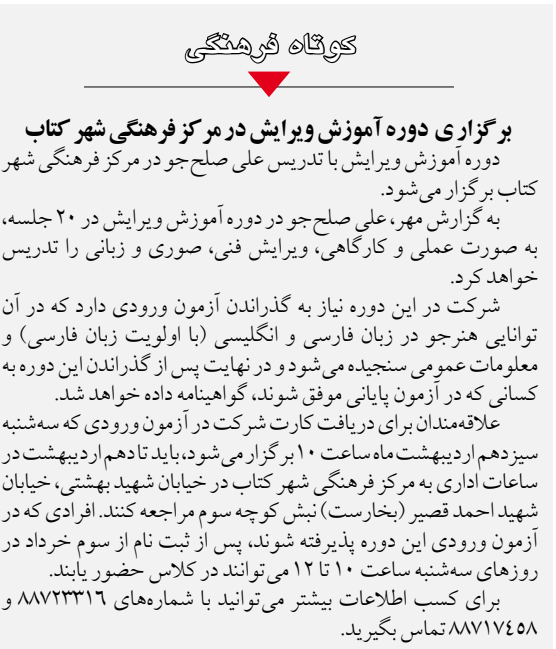 کوتاه فرهنگی
برگزاری دوره آموزش ویرایش در مرکز فرهنگی شهر کتاب
دوره آموزش ویرایش با تدریس علی صلح‌جو در مرکز فرهنگی شهر
کتاب برگزار می‌شود.
به گزارش مهر، علی صلح‌جو در دوره آموزش ویرایش در ۲۰ جلسه،
به صورت عملی و کارگاهی، ویرایش فنی، صوری و زبانی را تدریس
خواهد کرد.
شرکت در این دوره نیاز به گذراندن آزمون ورودی دارد که در آن
توانایی هنرجو در زبان فارسی و انگلیسی (با اولویت زبان فارسی) و
معلومات عمومی سنجیده می‌شود و در نهایت پس از گذراندن این دوره به
کسانی که در آزمون پایانی موفق شوند، گواهینامه داده خواهد شد.
علاقه‌مندان برای دریافت کارت شرکت در آزمون ورودی که سه‌شنبه
سیزدهم اردیبهشت ماه ساعت ۱۰ برگزار می‌شود، باید تا دهم اردیبهشت در
ساعات اداری به مرکز فرهنگی شهر کتاب در خیابان شهید بهشتی، خیابان
شهید احمد قصیر (بخارست) نبش کوچه سوم مراجعه کنند. افرادی که در
آزمون ورودی این دوره پذیرفته شوند، پس از ثبت نام از سوم خرداد در
روزهای سه‌شنبه ساعت ۱۰ تا ۱۲ می‌توانند در کلاس حضور یابند.
برای کسب اطلاعات بیشتر می‌توانید با شماره‌های ۸۸۷۲۳۳۱۶ و
۸۸۷۱۷۴۵۸ تماس بگیرید.